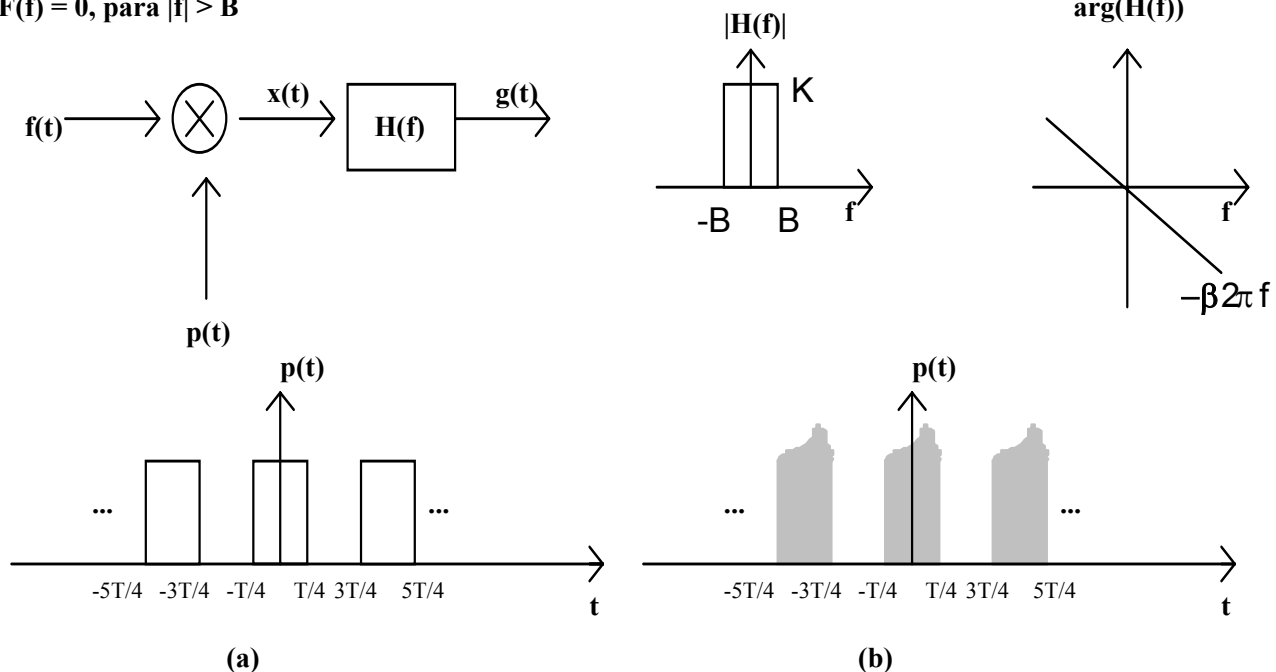 F(f) = 0, para |f| > B
|H(f)|
arg(H(f))
f(t)
x(t)
H(f)
g(t)
K
-B
B
f
f
−β2π f
p(t)
p(t)
...
...
-5T/4 -3T/4 -T/4 T/4 3T/4 5T/4
t
(a)
p(t)
...
...
-5T/4 -3T/4 -T/4 T/4 3T/4 5T/4
t
(b)